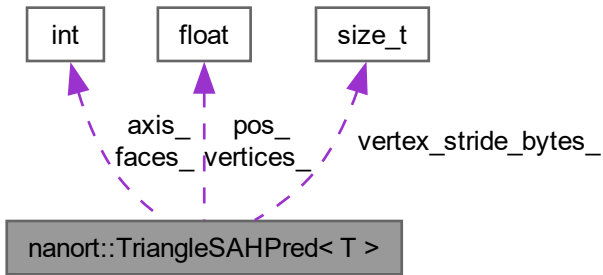 int
float
size_t
axis_
faces_
pos_
vertices_
vertex_stride_bytes_
nanort::TriangleSAHPred< T >